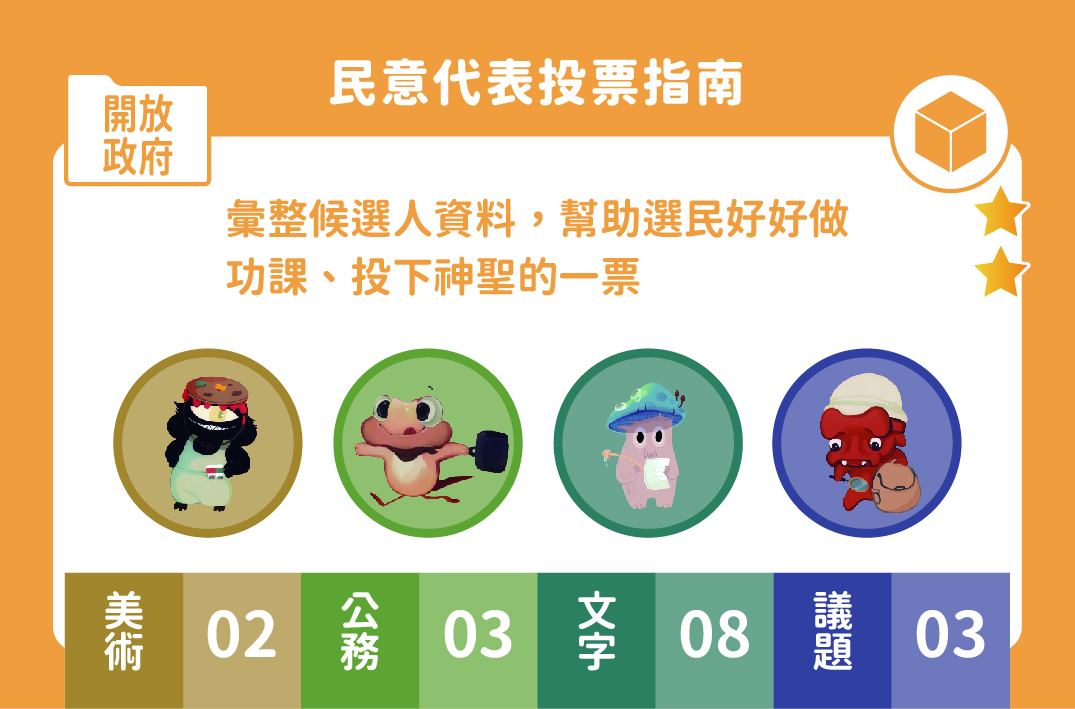 民意代表投票指南
開放
政府
彙整候選人資料，幫助選民好好做
功課、投下神聖的一票
美術
02
公務
03
文字
08
議題
03